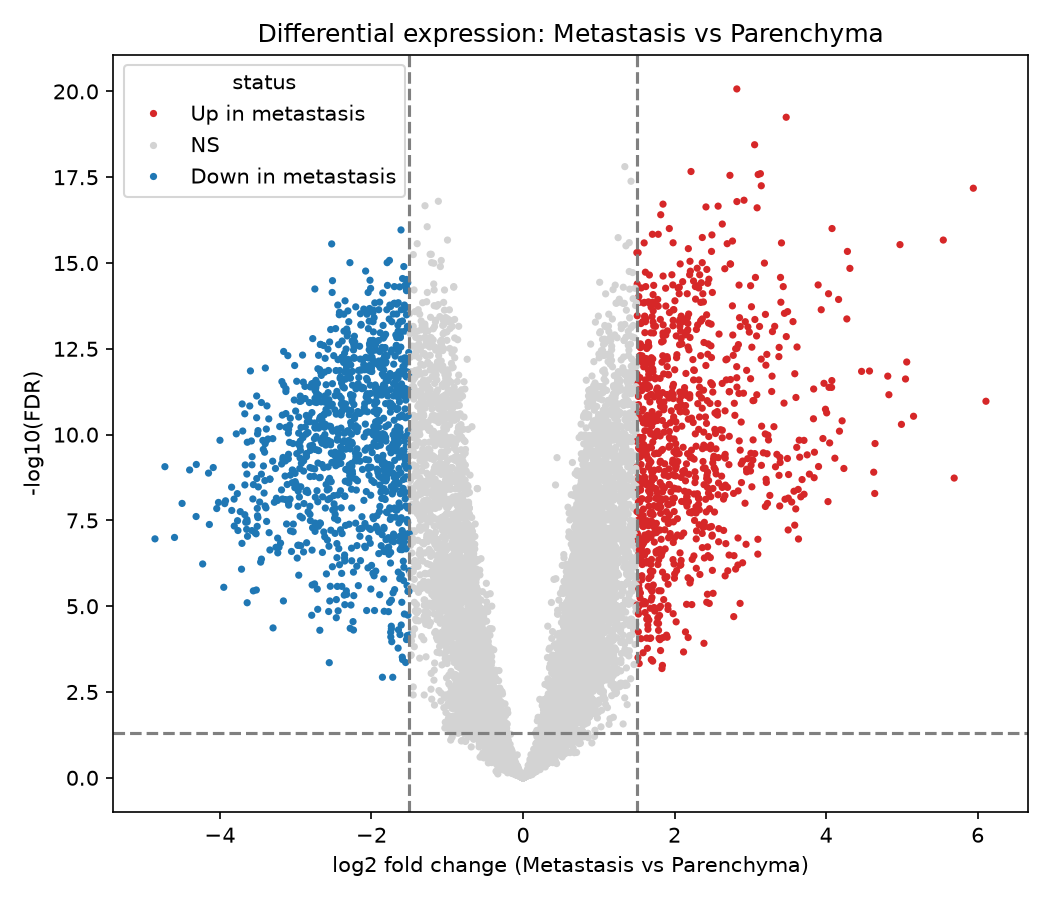 Differential expression: Metastasis vs Parenchyma
status
Up in metastasis
NS
Down in metastasis
20.0
17.5
15.0
12.5
10.0
7.5
5.0
2.5
0.0
-log10(FDR)
−4 −2 0 2 4 6
log2 fold change (Metastasis vs Parenchyma)